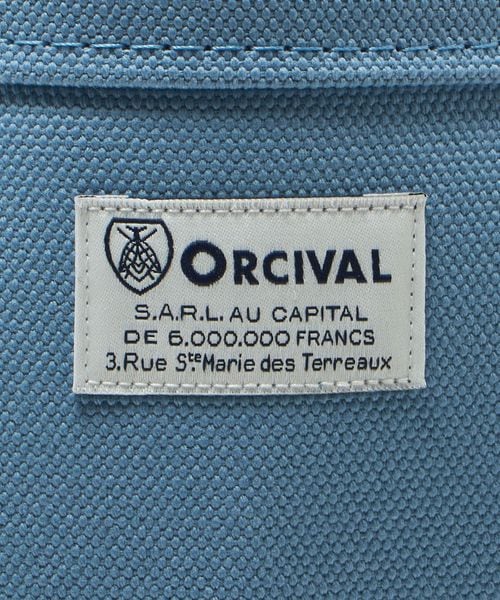 ORCIVAL
S.A.R.L. AU CAPITAL
DE 6.000.000 FRANCS
3.Rue Ste Marie des Terreaux